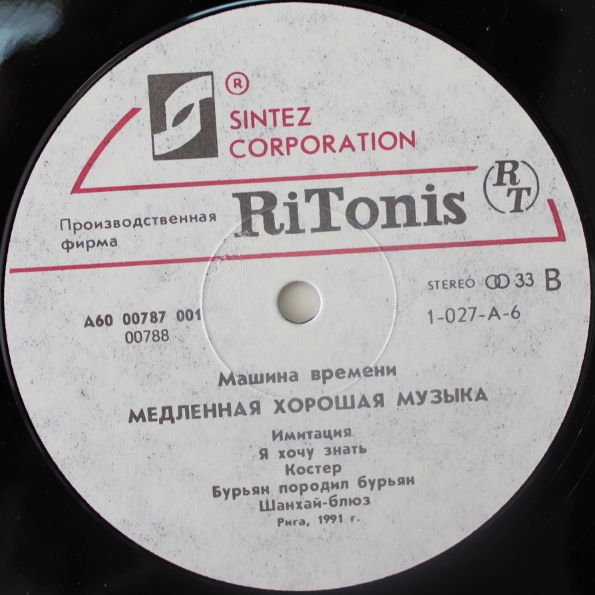 ®
SINTEZ
CORPORATION
Производственная
фирма
RiTonis
RT
STEREO 33 B
А60 00787 001
00788
1-027-А-6
Машина времени
МЕДЛЕННАЯ ХОРОШАЯ МУЗЫКА
Имитация
Я хочу знать
Костер
Бурьян породил бурьян
Шанхай-блюз
Рига, 1991 г.